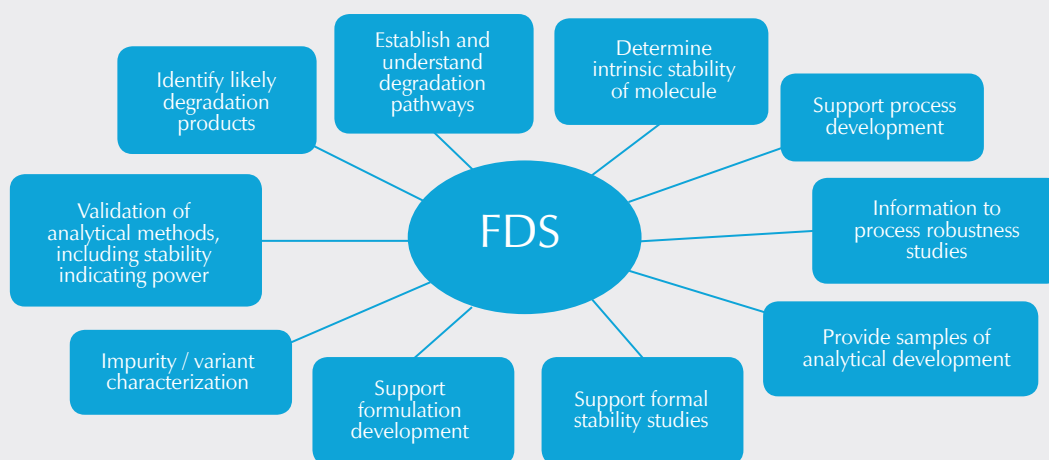 Establish and
understand
degradation
pathways
Determine
intrinsic stability
of molecule
Identify likely
degradation
products
Support process
development
FDS
Validation of
analytical methods,
including stability
indicating power
Information to
process robustness
studies
Impurity / variant
characterization
Provide samples of
analytical development
Support
formulation
development
Support formal
stability studies